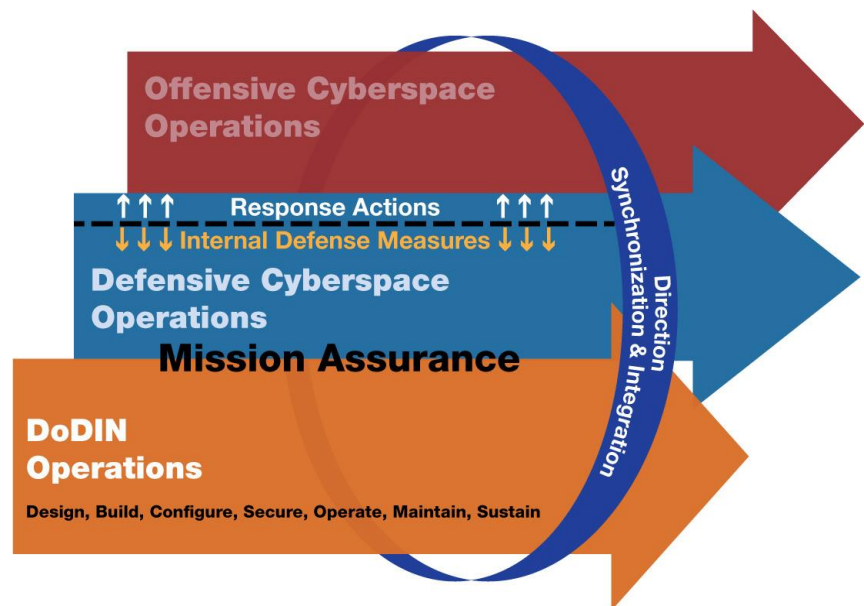 Offensive Cyberspace
Operations
Response Actions
Internal Defense Measures
Defensive Cyberspace
Operations
Mission Assurance
DoDIN
Operations
Design, Build, Configure, Secure, Operate, Maintain, Sustain
Direction
Synchronization & Integration